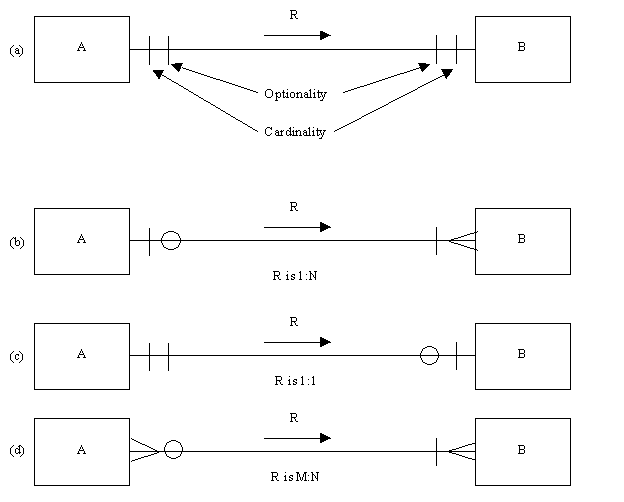 R
(a) A B
Optionality
Cardinality
R
(b) A B
R is 1:N
R
(c) A B
R is 1:1
R
(d) A B
R is M:N